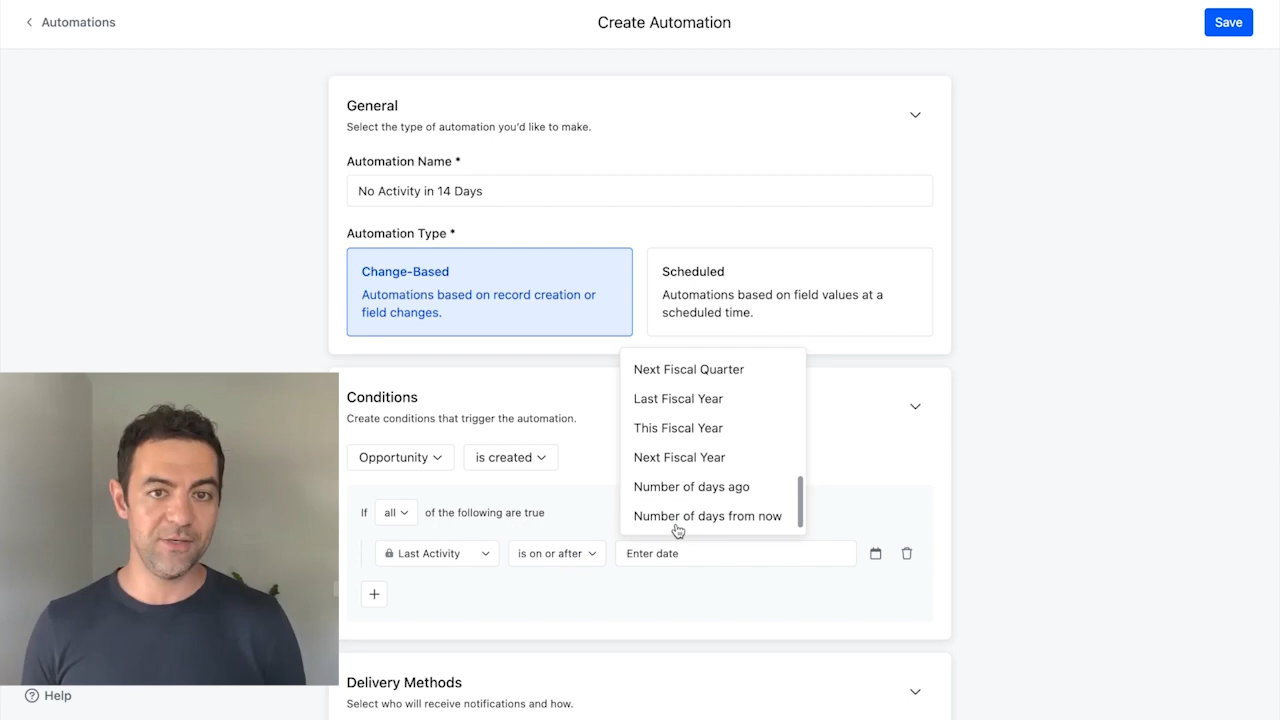 Automations
Create Automation
Save
General
Select the type of automation you'd like to make.
Automation Name *
No Activity in 14 Days
Automation Type *
Change-Based
Automations based on record creation or
field changes.
Scheduled
Automations based on field values at a
scheduled time.
Conditions
Create conditions that trigger the automation.
Opportunity
is created
Next Fiscal Quarter
Last Fiscal Year
This Fiscal Year
Next Fiscal Year
Number of days ago
Number of days from now
If all of the following are true
Last Activity
is on or after
Enter date
Delivery Methods
Select who will receive notifications and how.
Help